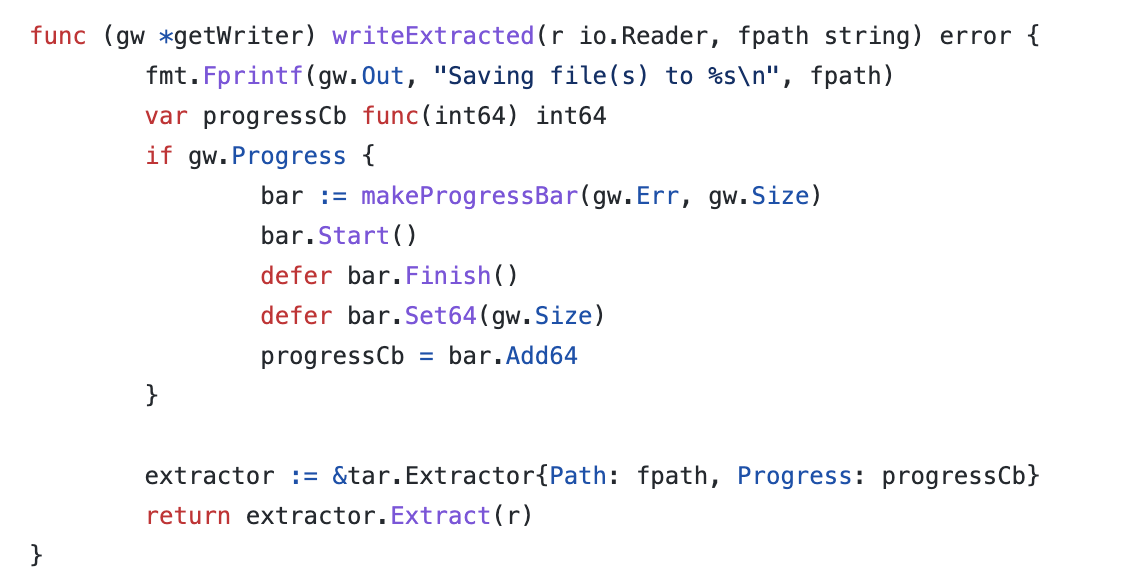 func (gw *getWriter) writeExtracted(r io.Reader, fpath string) error {
        fmt.Fprintf(gw.Out, "Saving file(s) to %s\n", fpath)
        var progressCb func(int64) int64
        if gw.Progress {
                bar := makeProgressBar(gw.Err, gw.Size)
                bar.Start()
                defer bar.Finish()
                defer bar.Set64(gw.Size)
                progressCb = bar.Add64
        }

        extractor := &tar.Extractor{Path: fpath, Progress: progressCb}
        return extractor.Extract(r)
}